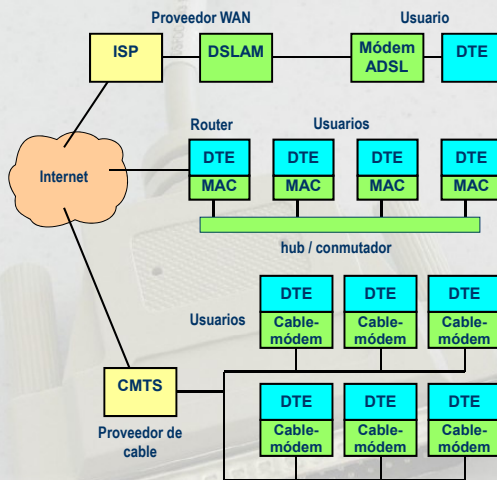 Proveedor WAN
Usuario
ISP
DSLAM
Módem
ADSL
DTE
Router
Usuarios
DTE
DTE
DTE
DTE
Internet
MAC
MAC
MAC
MAC
hub / conmutador
DTE
DTE
DTE
Usuarios
Cable-
módem
Cable-
módem
Cable-
módem
CMTS
DTE
DTE
DTE
Proveedor de
cable
Cable-
módem
Cable-
módem
Cable-
módem